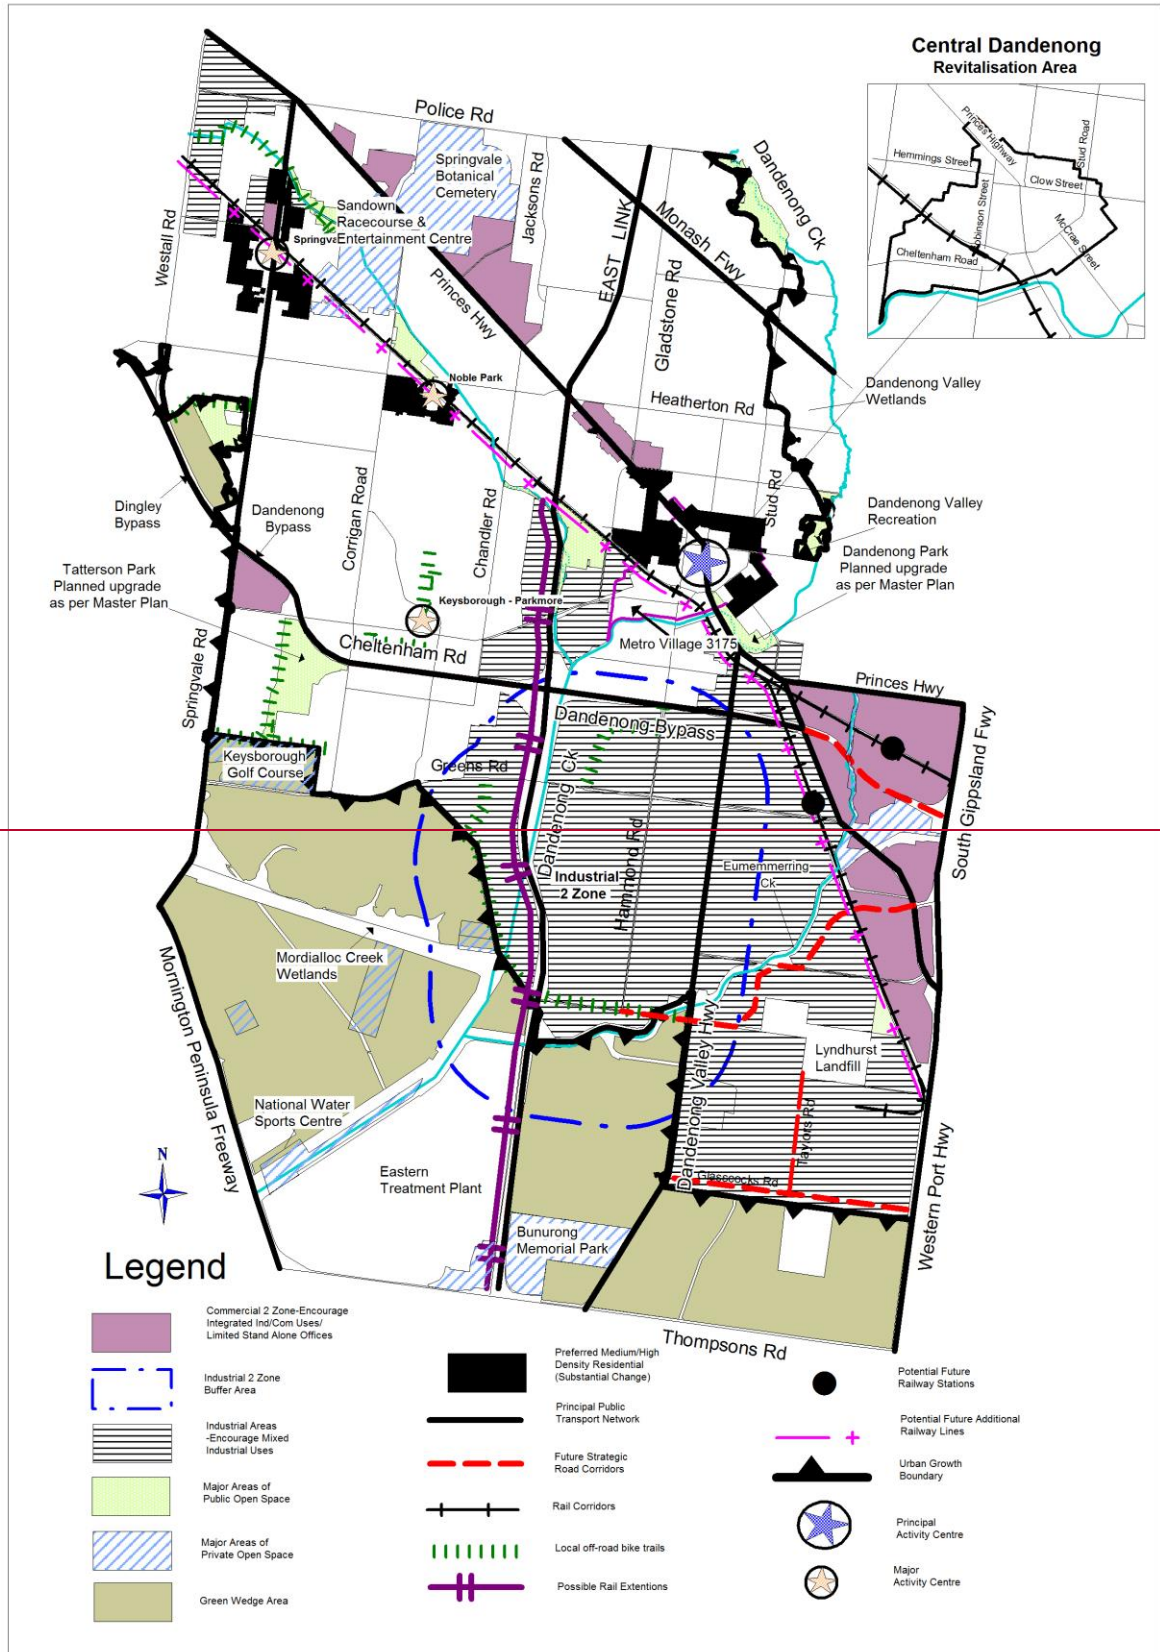 Central Dandenong
Revitalisation Area
Princes Highway
Stud Road
Hemmings Street
Clow Street
Robinson Street
McCrae Street
Cheltenham Road
Police Rd
Springvale
Botanical
Cemetery
Jacksons Rd
Dandenong Ck
Sandown
Racecourse &
Entertainment Centre
Westall Rd
EAST LINK
Monash Fwy
Princes Hwy
Gladstone Rd
Noble Park
Heatherton Rd
Dandenong Valley
Wetlands
Stud Rd
Dingley
Bypass
Dandenong
Bypass
Corrigan Road
Chandler Rd
Dandenong Valley
Recreation
Dandenong Park
Planned upgrade
as per Master Plan
Tatterson Park
Planned upgrade
as per Master Plan
Keysborough - Parkmore
Metro Village 3175
Cheltenham Rd
Springvale Rd
Princes Hwy
Dandenong Bypass
South Gippsland Fwy
Keysborough
Golf Course
Greens Rd
Dandenong Ck
Hammond Rd
Industrial
2 Zone
Eumemmerring
Ck
Mordialloc Creek
Wetlands
Mornington Peninsula Freeway
Dandenong Valley Hwy
Lyndhurst
Landfill
National Water
Sports Centre
Taylors Rd
Glasscocks Rd
Western Port Hwy
Eastern
Treatment Plant
Bunurong
Memorial Park
N
Thompsons Rd
Legend
Commercial 2 Zone-Encourage
Integrated Ind/Com Uses/
Limited Stand Alone Offices
Industrial 2 Zone
Buffer Area
Industrial Areas
-Encourage Mixed
Industrial Uses
Major Areas of
Public Open Space
Major Areas of
Private Open Space
Green Wedge Area
Preferred Medium/High
Density Residential
(Substantial Change)
Principal Public
Transport Network
Future Strategic
Road Corridors
Rail Corridors
Local off-road bike trails
Possible Rail Extentions
Potential Future
Railway Stations
Potential Future Additional
Railway Lines
Urban Growth
Boundary
Principal
Activity Centre
Major
Activity Centre